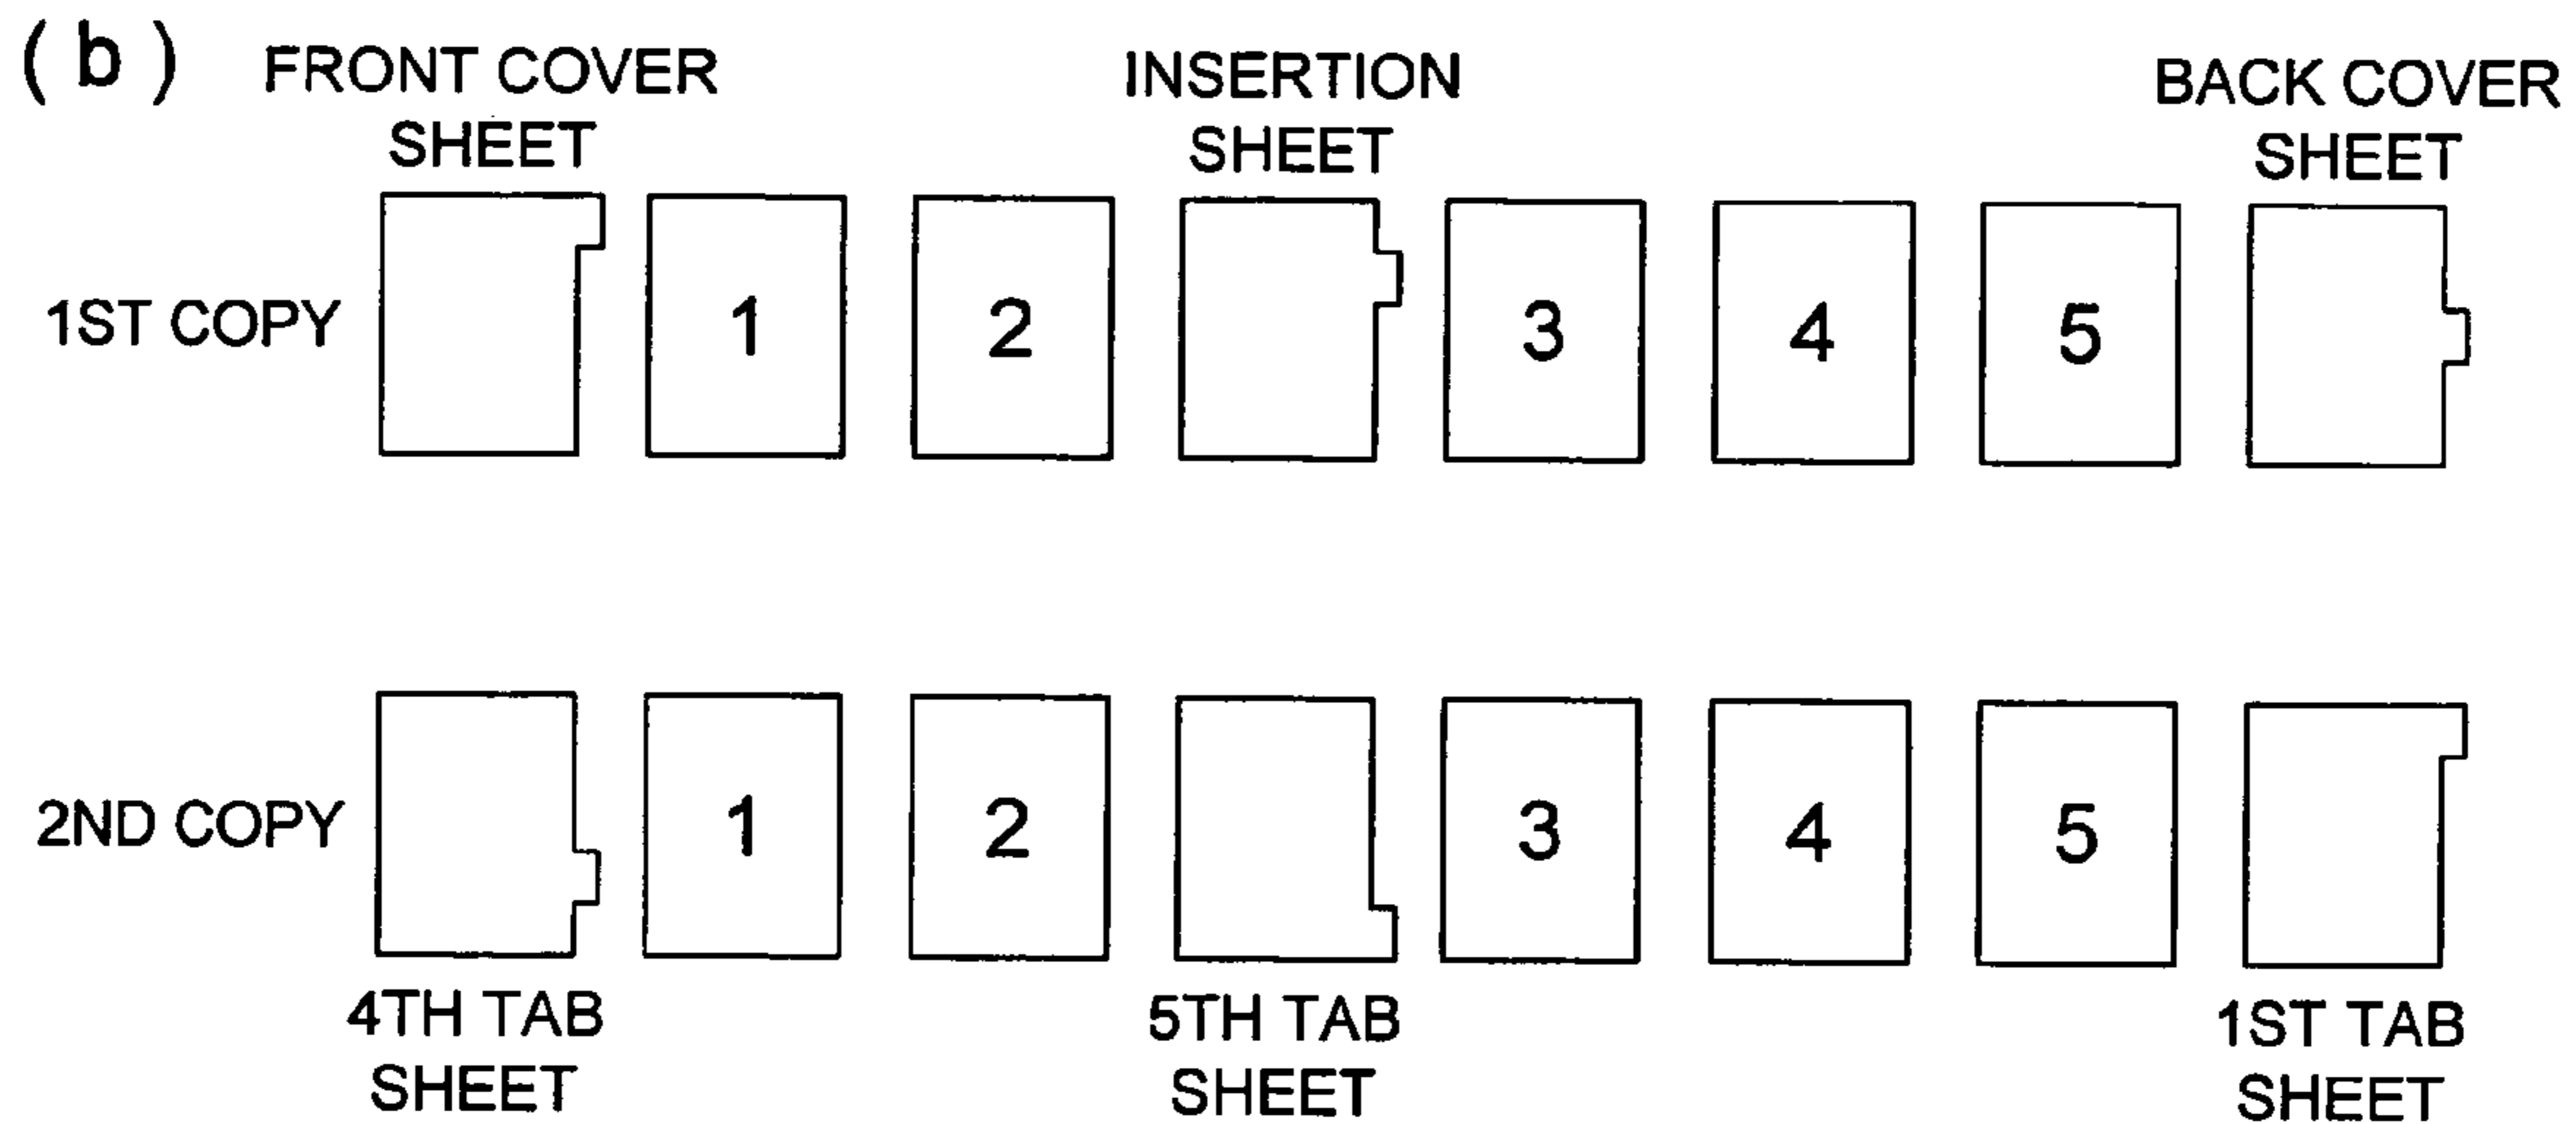 (b)
FRONT COVER
SHEET
INSERTION
SHEET
BACK COVER
SHEET
1ST COPY
1
2
3
4
5
2ND COPY
1
2
3
4
5
4TH TAB
SHEET
5TH TAB
SHEET
1ST TAB
SHEET